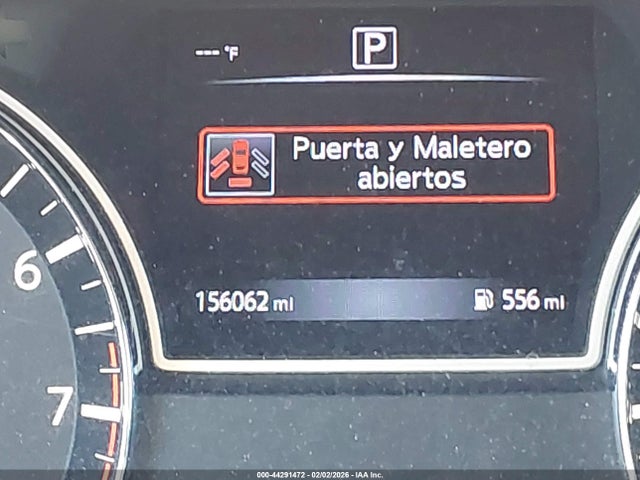 --- °F
P
Puerta y Maletero
abiertos
6
156062 mi
556 mi
7
000-44291472 - 02/02/2026 - IAA Inc.